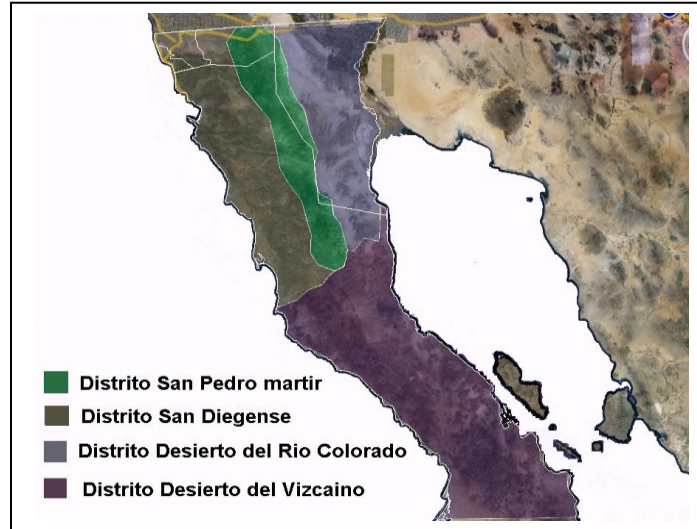 Distrito San Pedro martir
Distrito San Diegense
Distrito Desierto del Rio Colorado
Distrito Desierto del Vizcaino